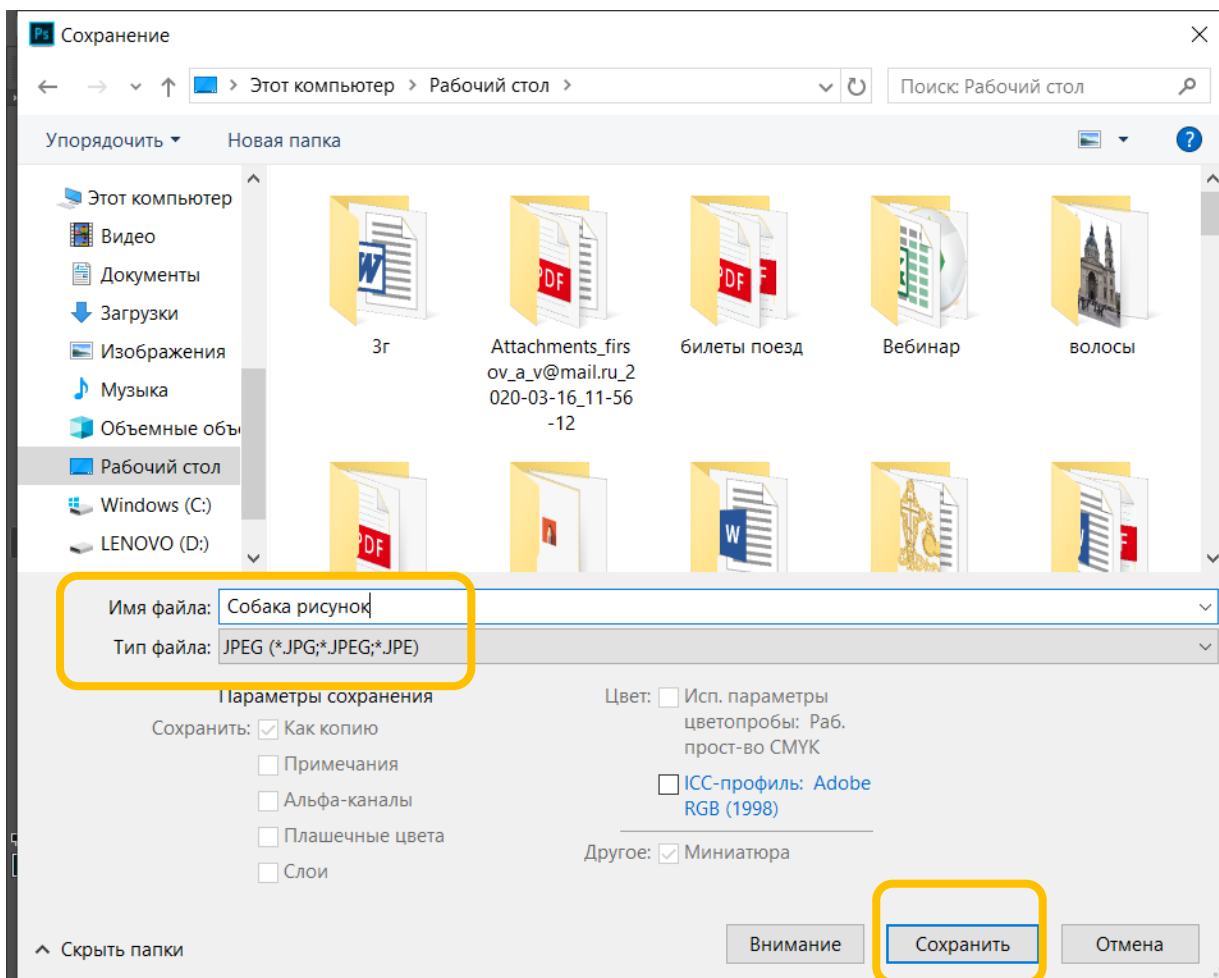 Ps Сохранение
Этот компьютер > Рабочий стол >
Поиск: Рабочий стол
Упорядочить
Новая папка
Этот компьютер
Видео
Документы
Загрузки
Изображения
Музыка
Объемные объ
Рабочий стол
Windows (C:)
LENOVO (D:)
W
PDF
PDF
3г
Attachments_firs
ov_a_v@mail.ru_2
020-03-16_11-56
-12
билеты поезд
Вебинар
волосы
PDF
W
Имя файла: Собака рисунок
Тип файла: JPEG (*.JPG;*.JPEG;*.JPE)
Параметры сохранения
Сохранить: Как копию
Примечания
Альфа-каналы
Плашечные цвета
Слои
Цвет: Исп. параметры
цветопробы: Раб.
прост-во CMYK
ICC-профиль: Adobe
RGB (1998)
Другое: Миниатюра
Скрыть папки
Внимание
Сохранить
Отмена